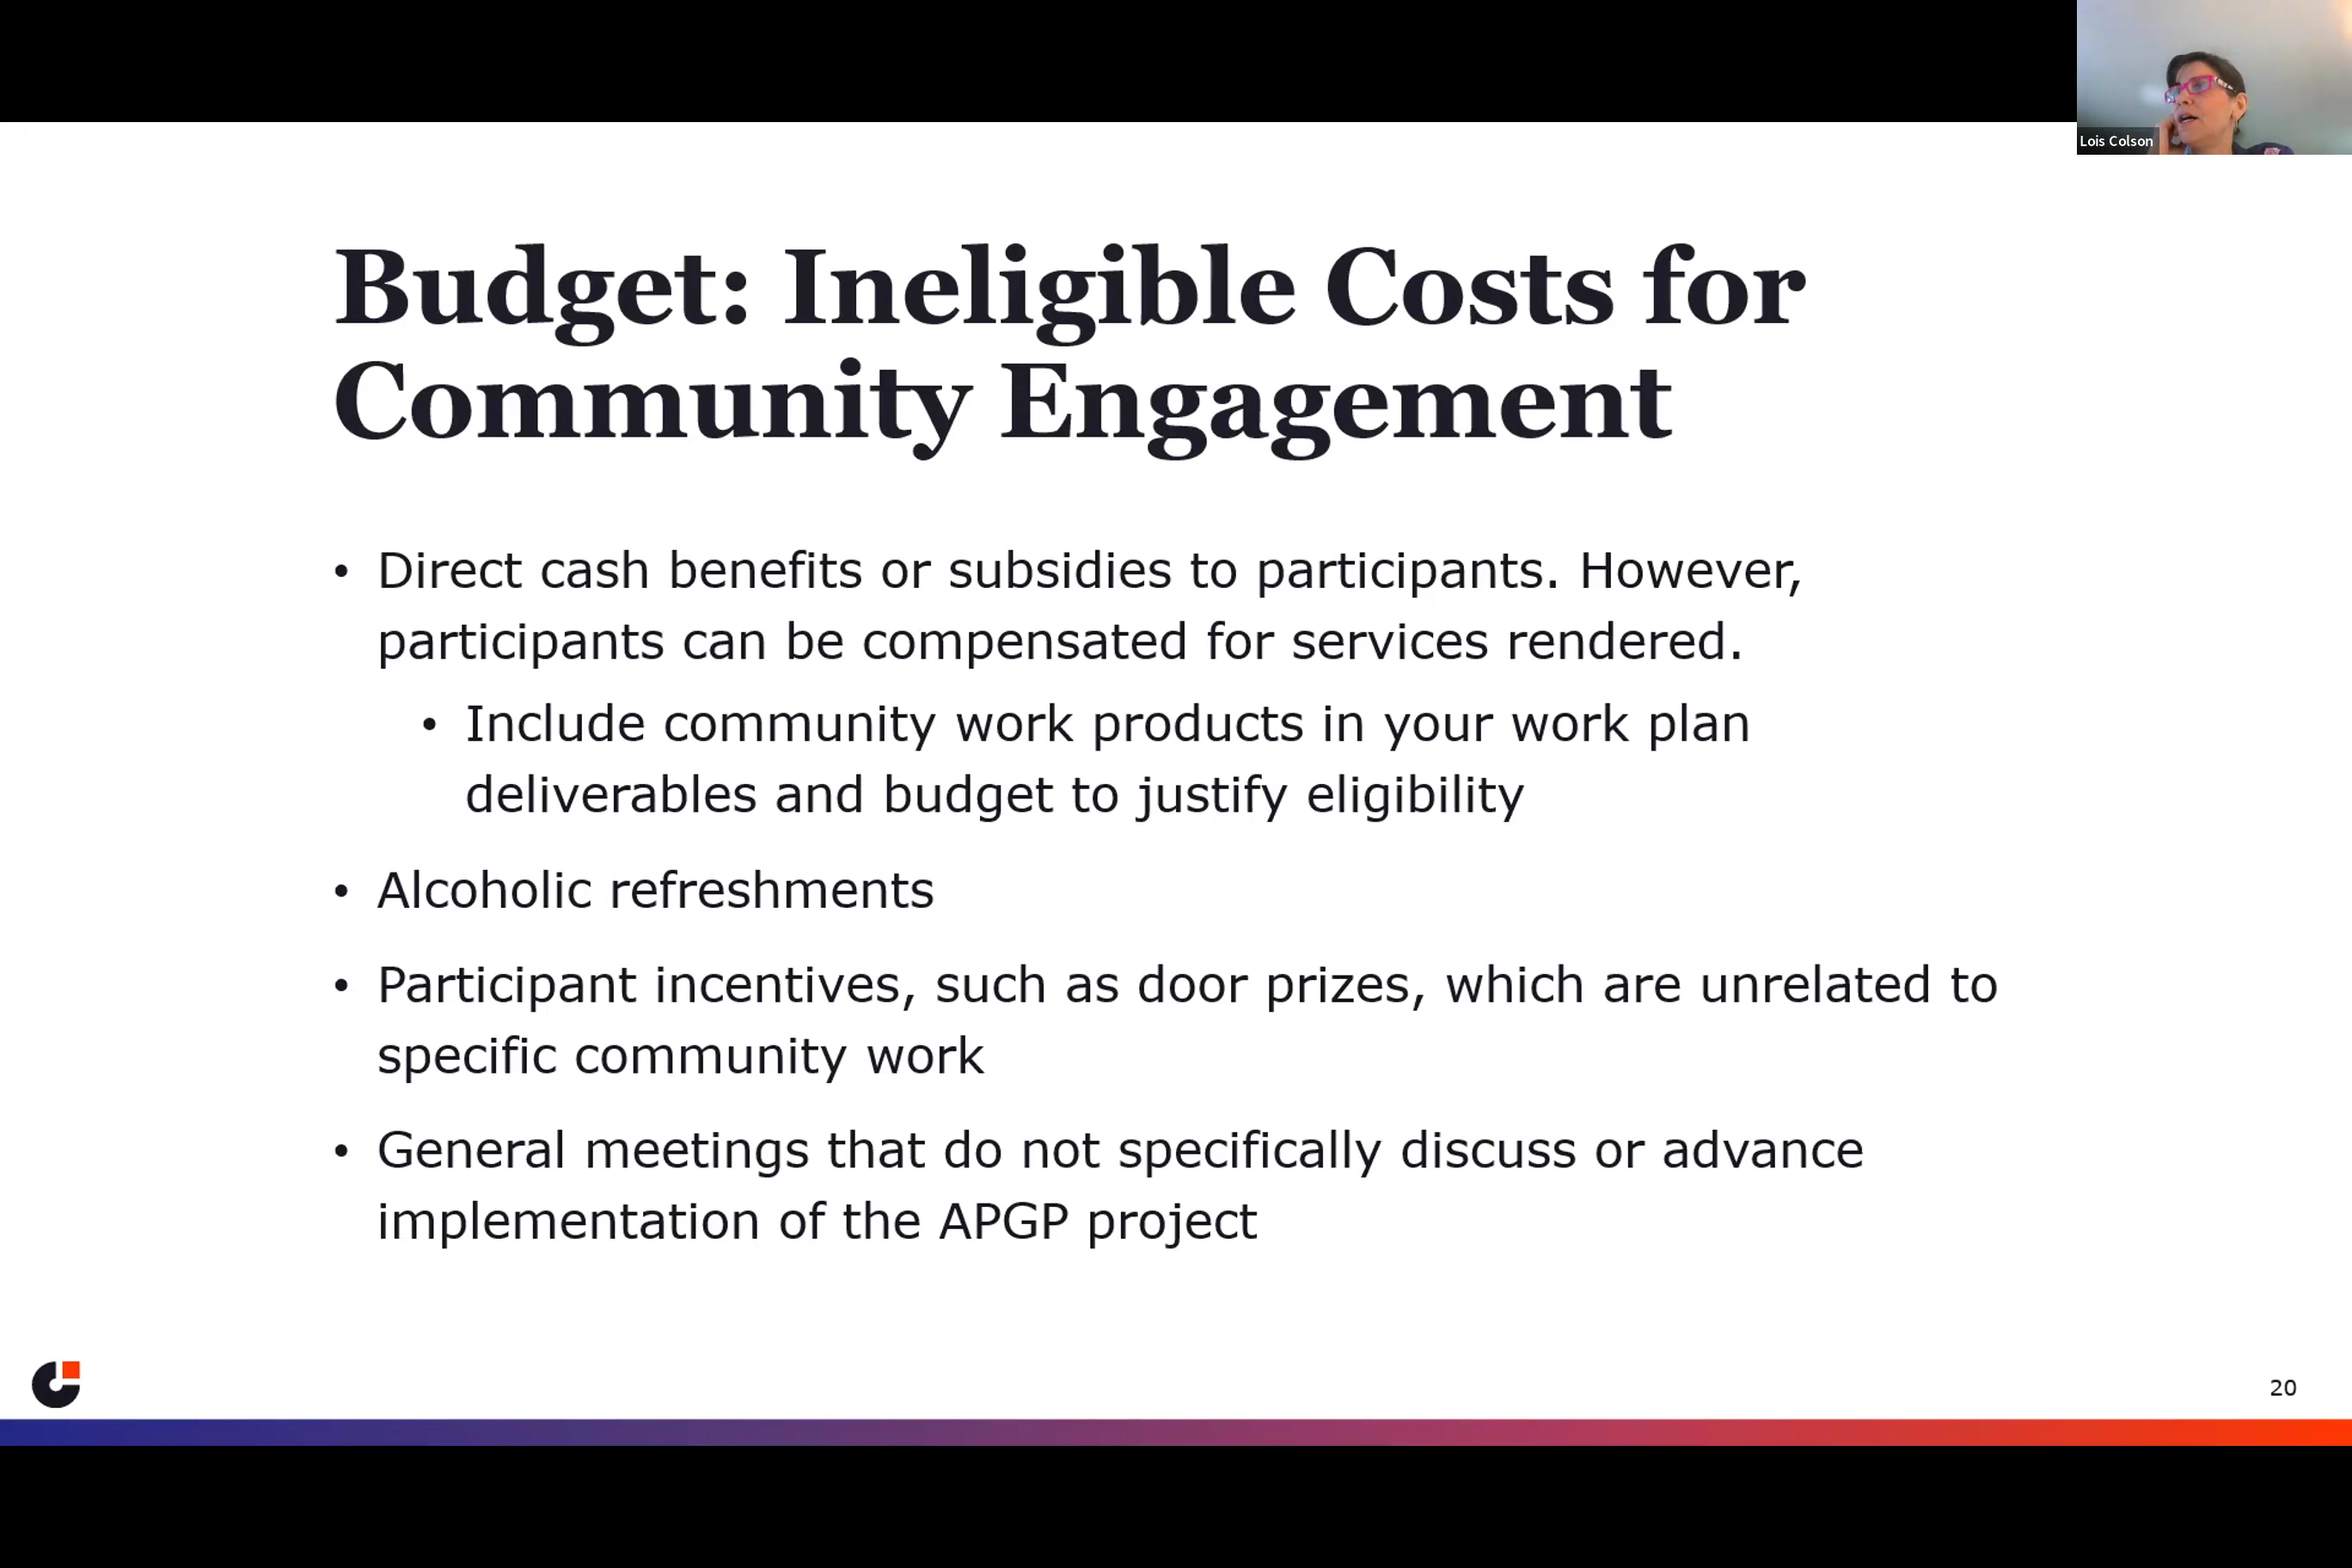 Lois Colson
Budget: Ineligible Costs for
Community Engagement
• Direct cash benefits or subsidies to participants. However,
participants can be compensated for services rendered.
• Include community work products in your work plan
deliverables and budget to justify eligibility
• Alcoholic refreshments
• Participant incentives, such as door prizes, which are unrelated to
specific community work
• General meetings that do not specifically discuss or advance
implementation of the APGP project
20